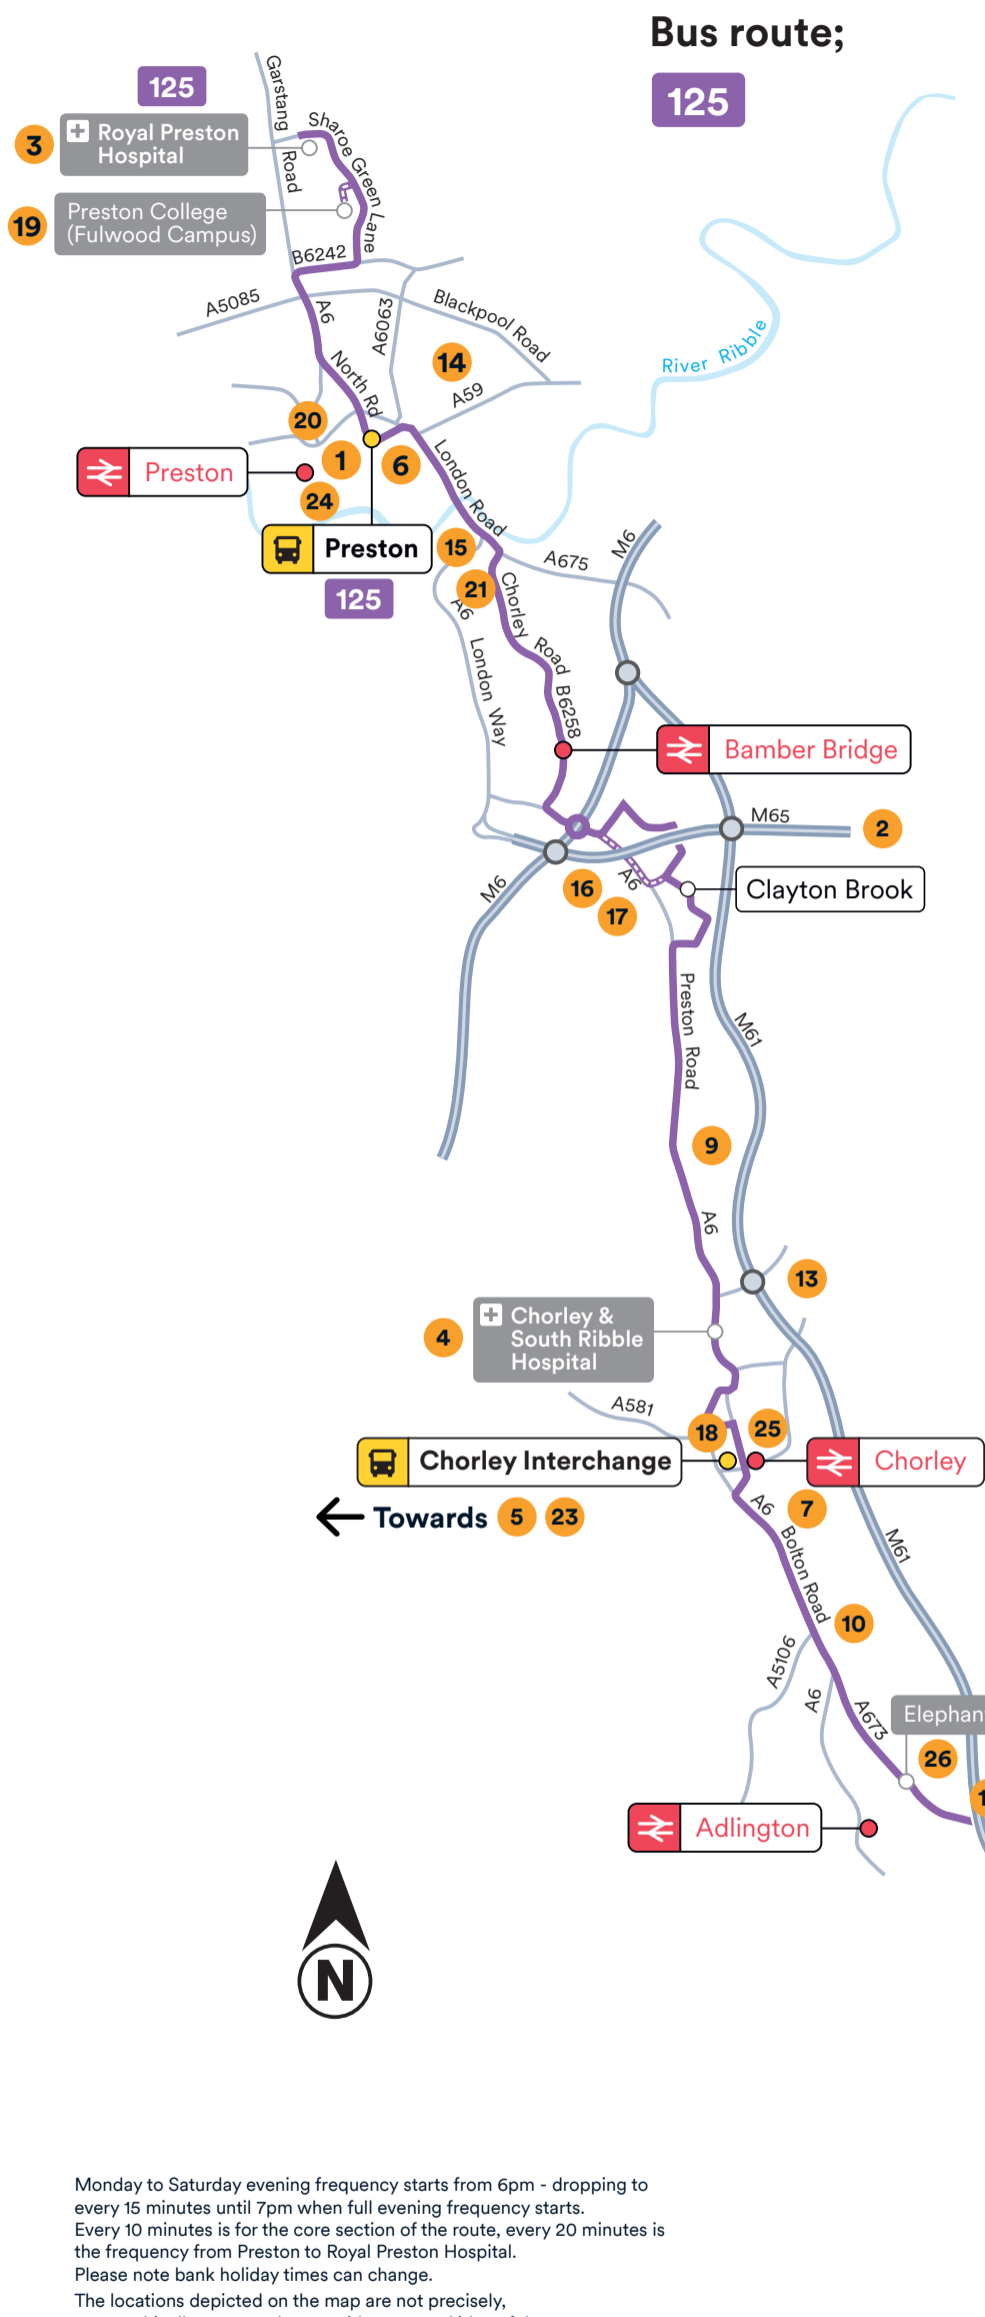 Bus route;
125
125
Garstang Road
Sharoe Green Lane
3
Royal Preston
Hospital
19
Preston College
(Fulwood Campus)
B6242
A5085
A6
A6063
Blackpool Road
14
A59
North Rd
River Ribble
20
1
6
Preston
24
London Road
Preston
125
15
21
A675
M6
A6
London Way
Chorley Road B6258
Bamber Bridge
M65
2
M6
16
A6
17
Clayton Brook
Preston Road
M61
9
A6
13
4
Chorley &
South Ribble
Hospital
A581
18
25
Chorley Interchange
Chorley
Towards
5
23
A6
7
Bolton Road
M61
10
A5106
A6
A673
Elephan
26
1
Adlington
N
Monday to Saturday evening frequency starts from 6pm - dropping to
every 15 minutes until 7pm when full evening frequency starts.
Every 10 minutes is for the core section of the route, every 20 minutes is
the frequency from Preston to Royal Preston Hospital.
Please note bank holiday times can change.
The locations depicted on the map are not precisely,